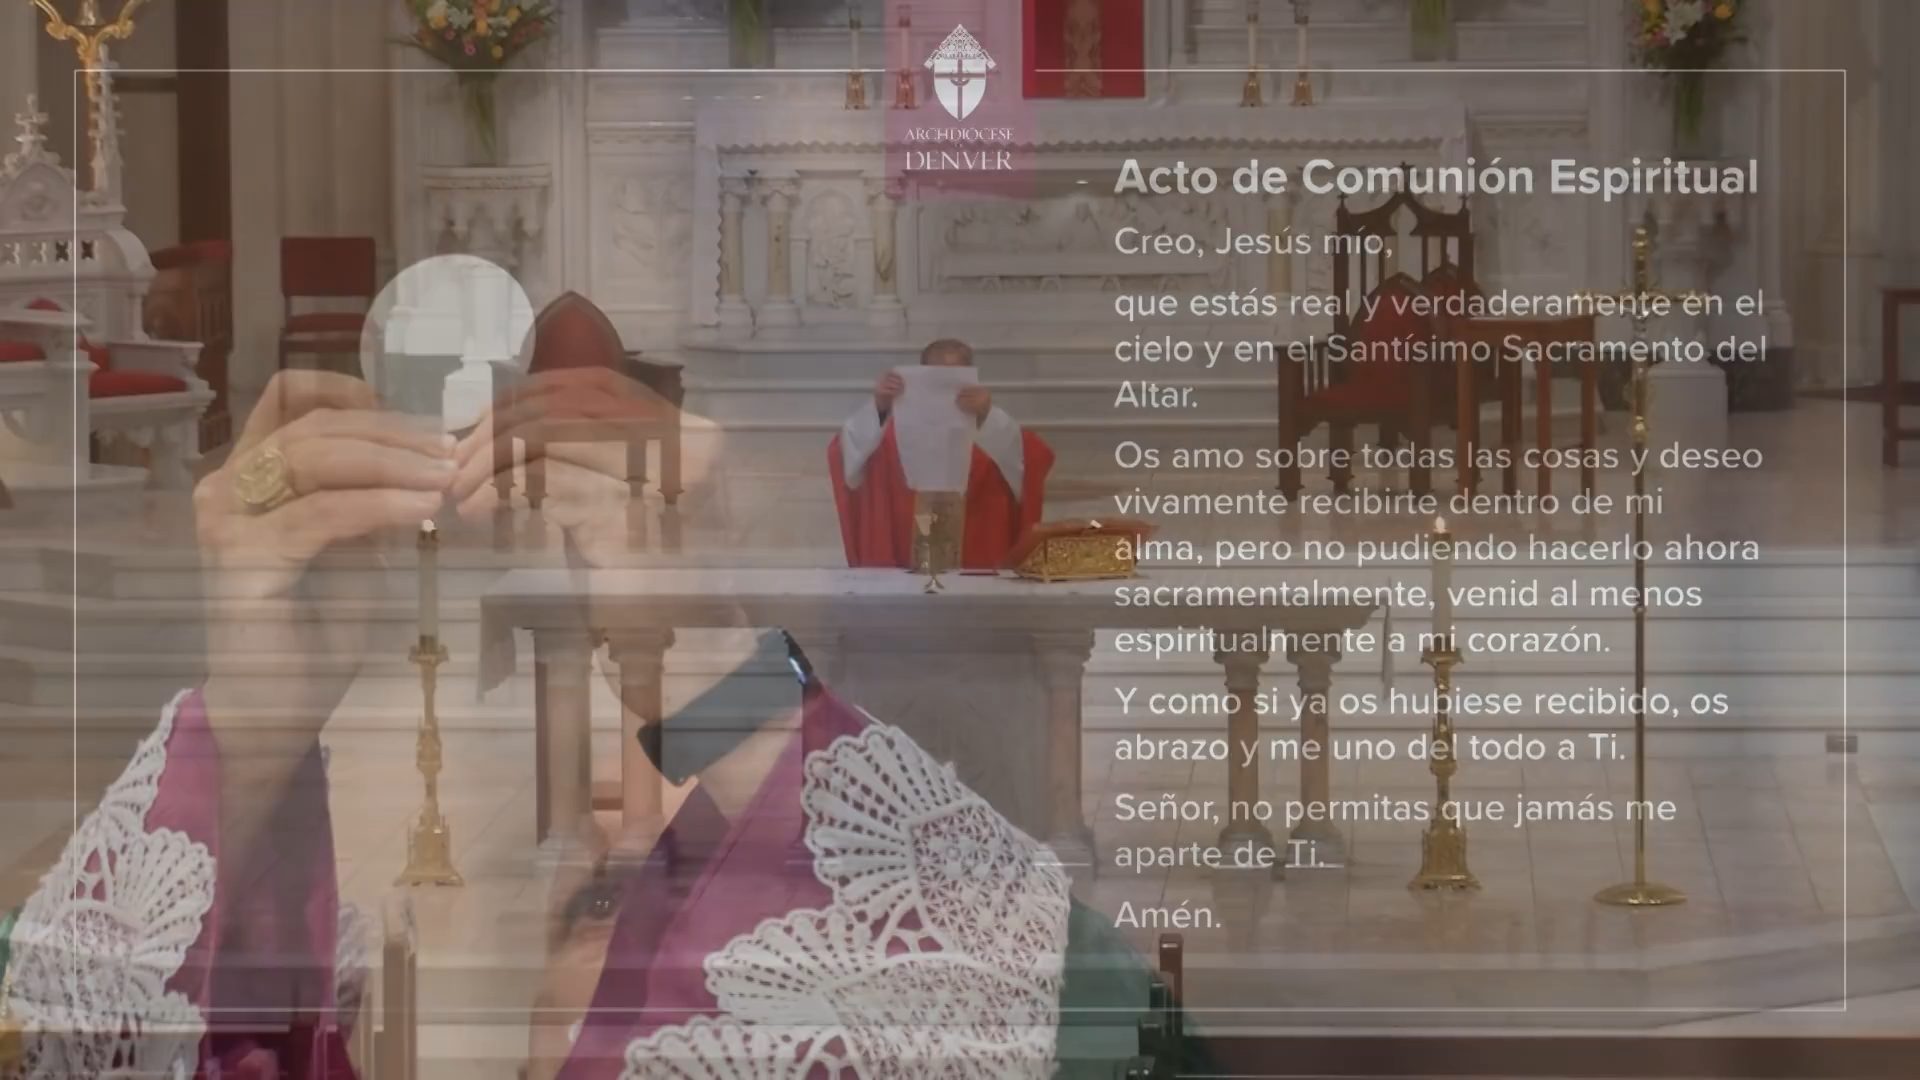 ARCHDIOCESE
DENVER
Acto de Comunión Espiritual
Creo, Jesús mío,
que estás real y verdaderamente en el
cielo y en el Santísimo Sacramento del
Altar.
Os amo sobre todas las cosas y deseo
vivamente recibirte dentro de mi
alma, pero no pudiendo hacerlo ahora
sacramentalmente, venid al menos
espiritualmente a mi corazón.
Y como si ya os hubiese recibido, os
abrazo y me uno del todo a Ti.
Señor, no permitas que jamás me
aparte de Ti.
Amén.